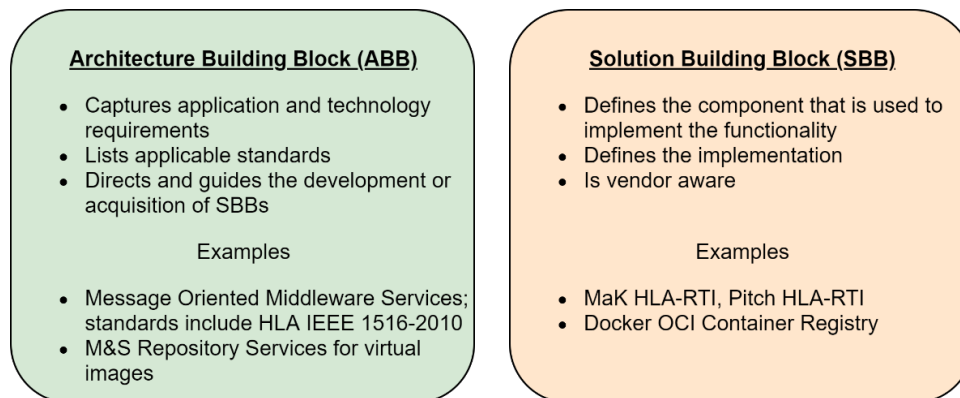 Architecture Building Block (ABB)
• Captures application and technology
requirements
• Lists applicable standards
• Directs and guides the development or
acquisition of SBBs
Examples
• Message Oriented Middleware Services;
standards include HLA IEEE 1516-2010
• M&S Repository Services for virtual
images
Solution Building Block (SBB)
• Defines the component that is used to
implement the functionality
• Defines the implementation
• Is vendor aware
Examples
• MaK HLA-RTI, Pitch HLA-RTI
• Docker OCI Container Registry